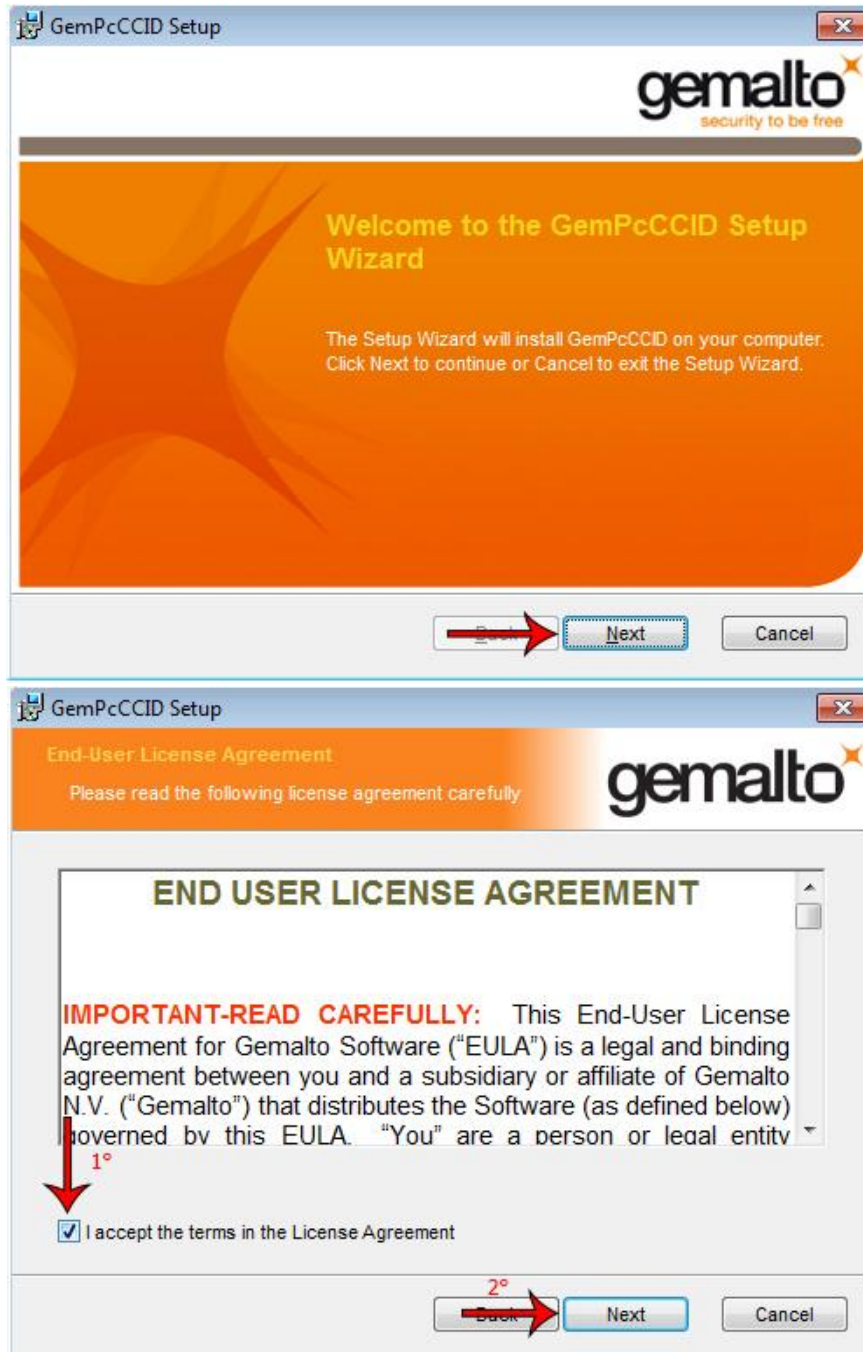 GemPcCCID Setup
gemalto
security to be free
Welcome to the GemPcCCID Setup
Wizard
The Setup Wizard will install GemPcCCID on your computer.
Click Next to continue or Cancel to exit the Setup Wizard.
Next
Cancel
GemPcCCID Setup
End-User License Agreement
Please read the following license agreement carefully
gemalto
END USER LICENSE AGREEMENT
IMPORTANT-READ CAREFULLY: This End-User License
Agreement for Gemalto Software (“EULA”) is a legal and binding
agreement between you and a subsidiary or affiliate of Gemalto
N.V. (“Gemalto”) that distributes the Software (as defined below)
governed by this EULA. “You” are a person or legal entity
1°
I accept the terms in the License Agreement
2°
Next
Cancel